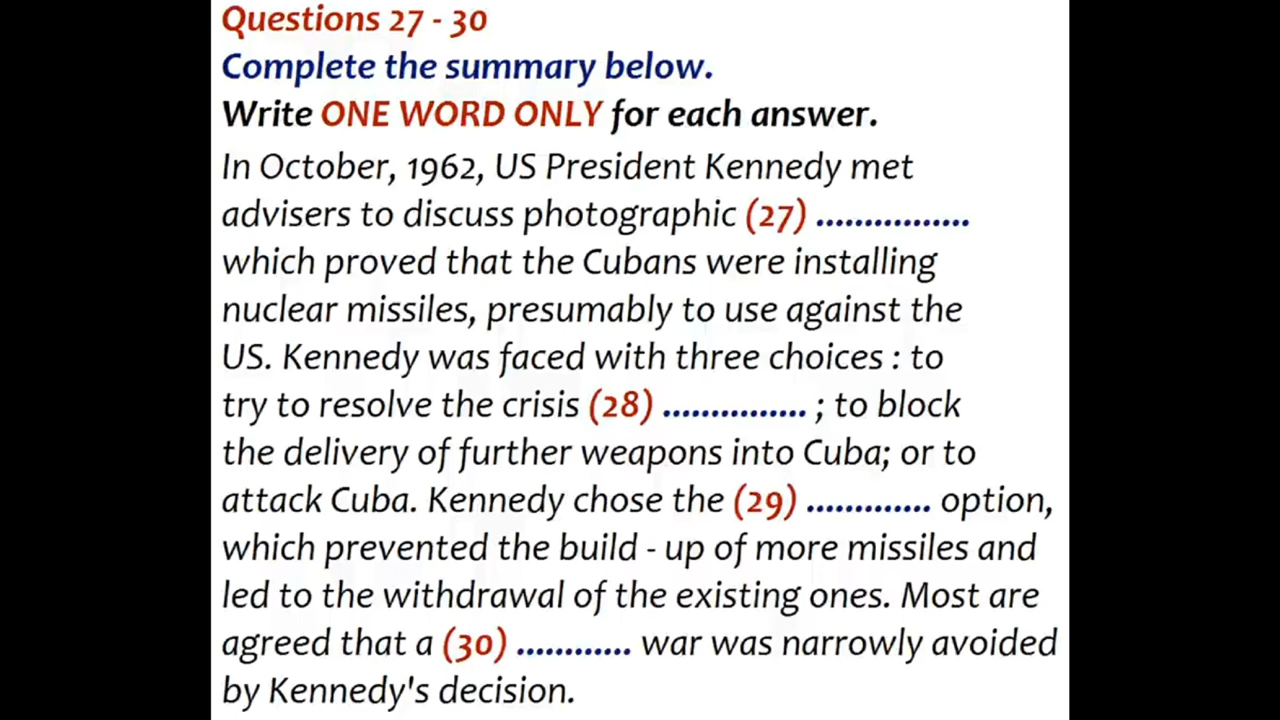 Questions 27 - 30
Complete the summary below.
Write ONE WORD ONLY for each answer.
In October, 1962, US President Kennedy met
advisers to discuss photographic (27) ................
which proved that the Cubans were installing
nuclear missiles, presumably to use against the
US. Kennedy was faced with three choices : to
try to resolve the crisis (28) ............... ; to block
the delivery of further weapons into Cuba; or to
attack Cuba. Kennedy chose the (29) ............. option,
which prevented the build - up of more missiles and
led to the withdrawal of the existing ones. Most are
agreed that a (30) ............ war was narrowly avoided
by Kennedy's decision.